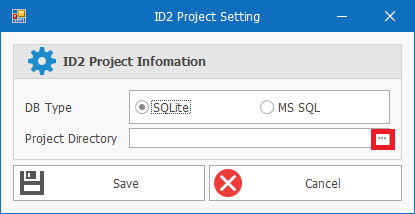 ID2 Project Setting
ID2 Project Infomation
DB Type SQLite MS SQL
Project Directory ...
Save Cancel